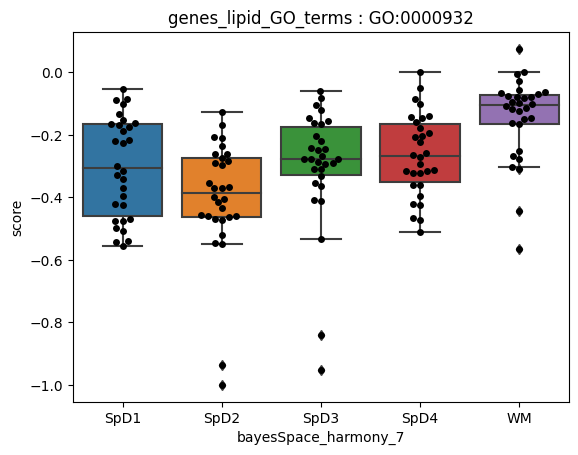 genes_lipid_GO_terms : GO:0000932
0.0
−0.2
−0.4
−0.6
−0.8
−1.0
score
SpD1 SpD2 SpD3 SpD4 WM
bayesSpace_harmony_7